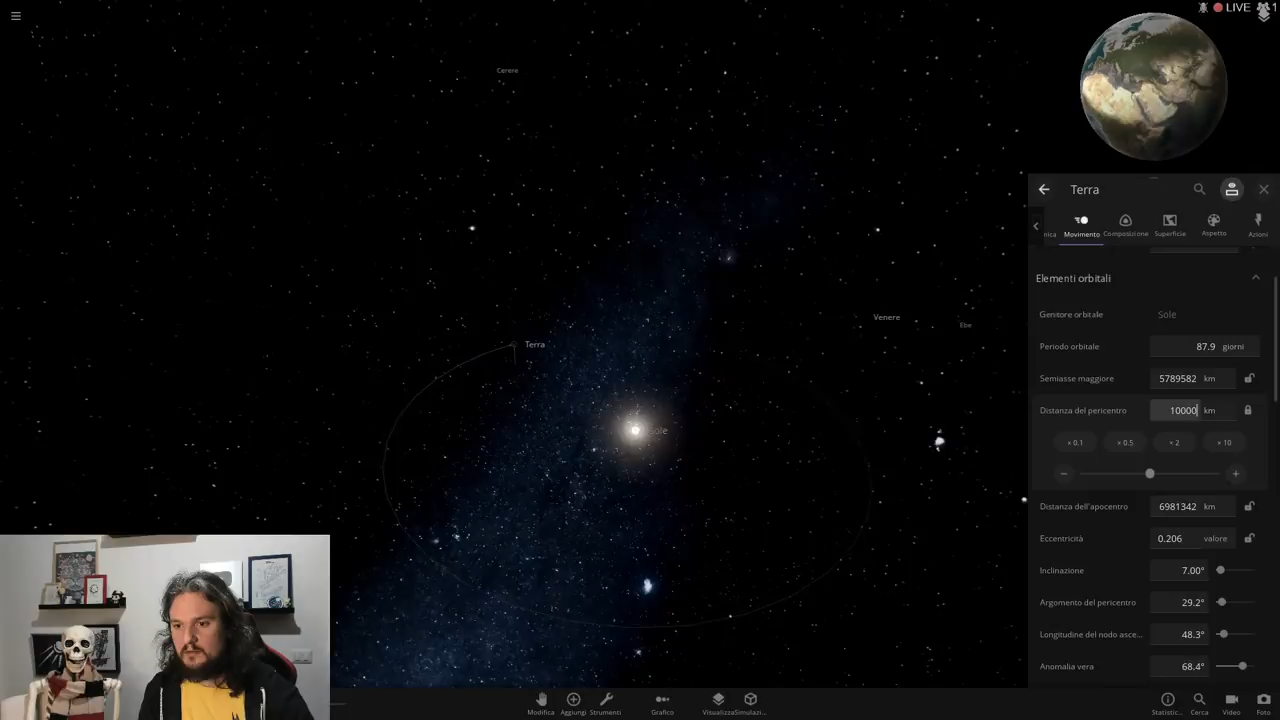 LIVE 1
Cerere
Terra
Venere
Ebe
Terra
Sole
nica
Movimento
Composizione
Superficie
Aspetto
Azioni
Elementi orbitali
Genitore orbitale Sole
Periodo orbitale 87.9 giorni
Semiasse maggiore 5789582 km
Distanza del pericentro 10000 km
× 0.1 × 0.5 × 2 × 10
Distanza dell'apocentro 6981342 km
Eccentricità 0.206 valore
Inclinazione 7.00°
Argomento del pericentro 29.2°
Longitudine del nodo asce... 48.3°
Anomalia vera 68.4°
Modifica Aggiungi Strumenti Grafico Visualizza Simulazi... Statistic... Cerca Video Foto